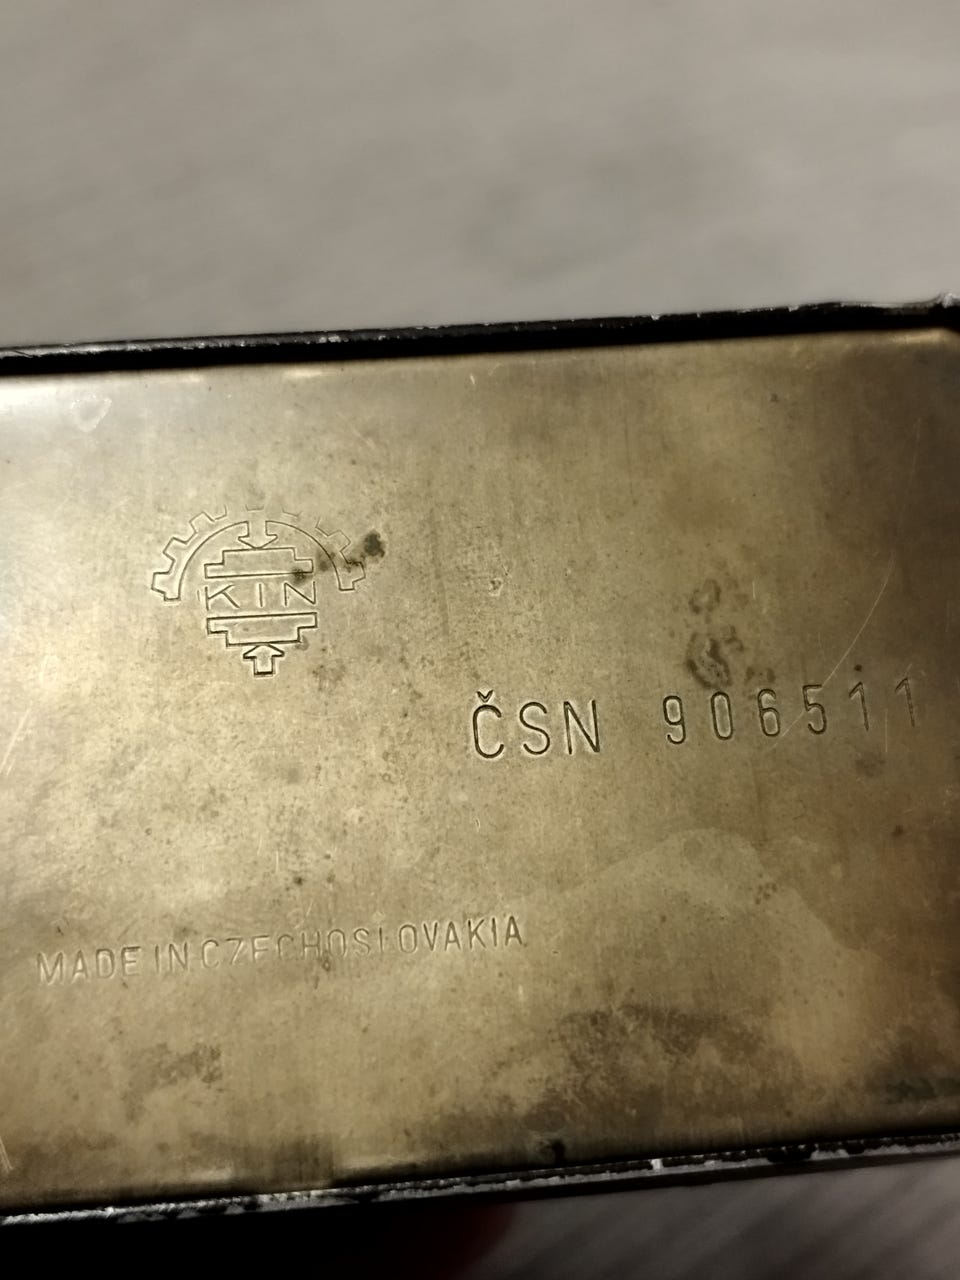 KIN
ČSN 906511
MADE IN CZECHOSLOVAKIA